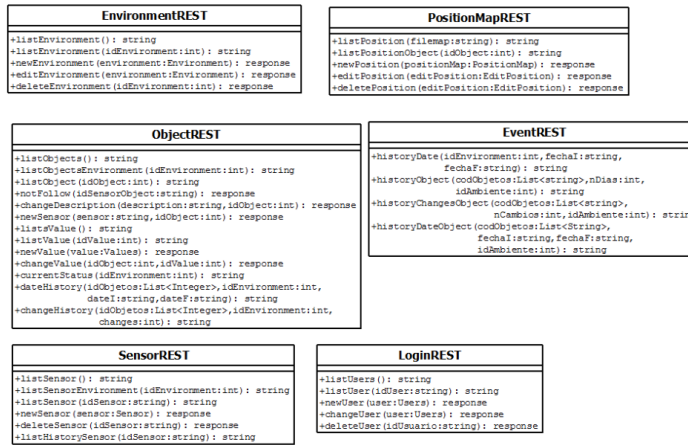 EnvironmentREST
+listEnvironment(): string
+listEnvironment(idEnvironment:int): string
+newEnvironment(environment:Environment): response
+editEnvironment(environment:Environment): response
+deleteEnvironment(idEnvironment:int): response
PositionMapREST
+listPosition(filemap:string): string
+listPositionObject(idObject:int): string
+newPosition(positionMap:PositionMap): response
+editPosition(editPosition:EditPosition): response
+deletePosition(editPosition:EditPosition): response
ObjectREST
+listObjects(): string
+listObjectsEnvironment(idEnvironment:int): string
+listObject(idObject:int): string
+notFollow(idSensorObject:string): response
+changeDescription(description:string,idObject:int): response
+newSensor(sensor:string,idObject:int): response
+listsValue(): string
+listValue(idValue:int): string
+newValue(value:Values): response
+changeValue(idObject:int,idValue:int): response
+currentStatus(idEnvironment:int): string
+dateHistory(idObjetos:List<Integer>,idEnvironment:int,
dateI:string,dateF:string): string
+changeHistory(idObjetos:List<Integer>,idEnvironment:int,
changes:int): string
EventREST
+historyDate(idEnvironment:int,fechaI:string,
fechaF:string): string
+historyObject(codObjetos:List<string>,nDias:int,
idAmbiente:int): string
+historyChangesObject(codObjetos:List<string>,
nCambios:int,idAmbiente:int): strin
+historyDateObject(codObjetos:List<String>,
fechaI:string,fechaF:string,
idAmbiente:int): string
SensorREST
+listSensor(): string
+listSensorEnvironment(idEnvironment:int): string
+listSensor(idSensor:string): string
+newSensor(sensor:Sensor): response
+deleteSensor(idSensor:string): response
+listHistorySensor(idSensor:string): string
LoginREST
+listUsers(): string
+listUser(idUser:string): string
+newUser(user:Users): response
+changeUser(user:Users): response
+deleteUser(idUsuario:string): response